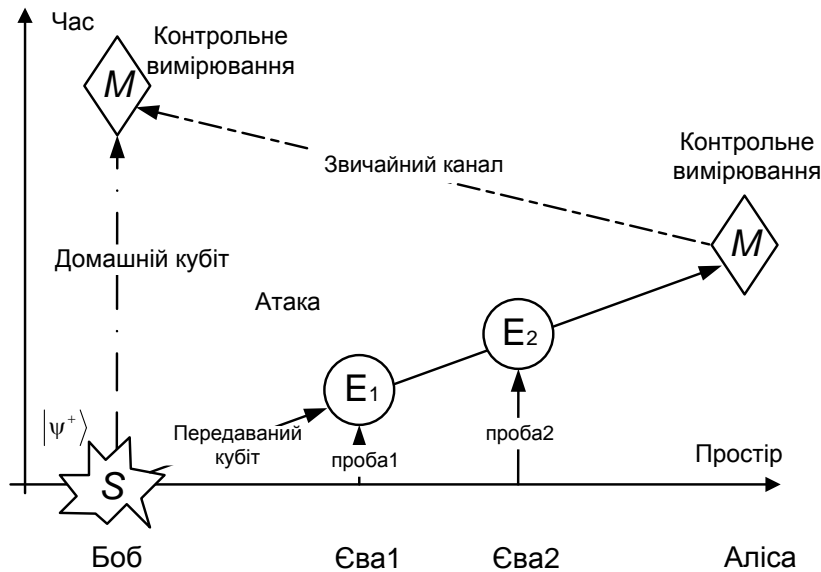 Час
Контрольне
вимірювання
M
Контрольне
вимірювання
Звичайний канал
M
Домашній кубіт
Атака
E₂
E₁
|ψ⁺⟩
Передаваний
кубіт
проба1
проба2
Простір
S
Боб
Єва1
Єва2
Аліса